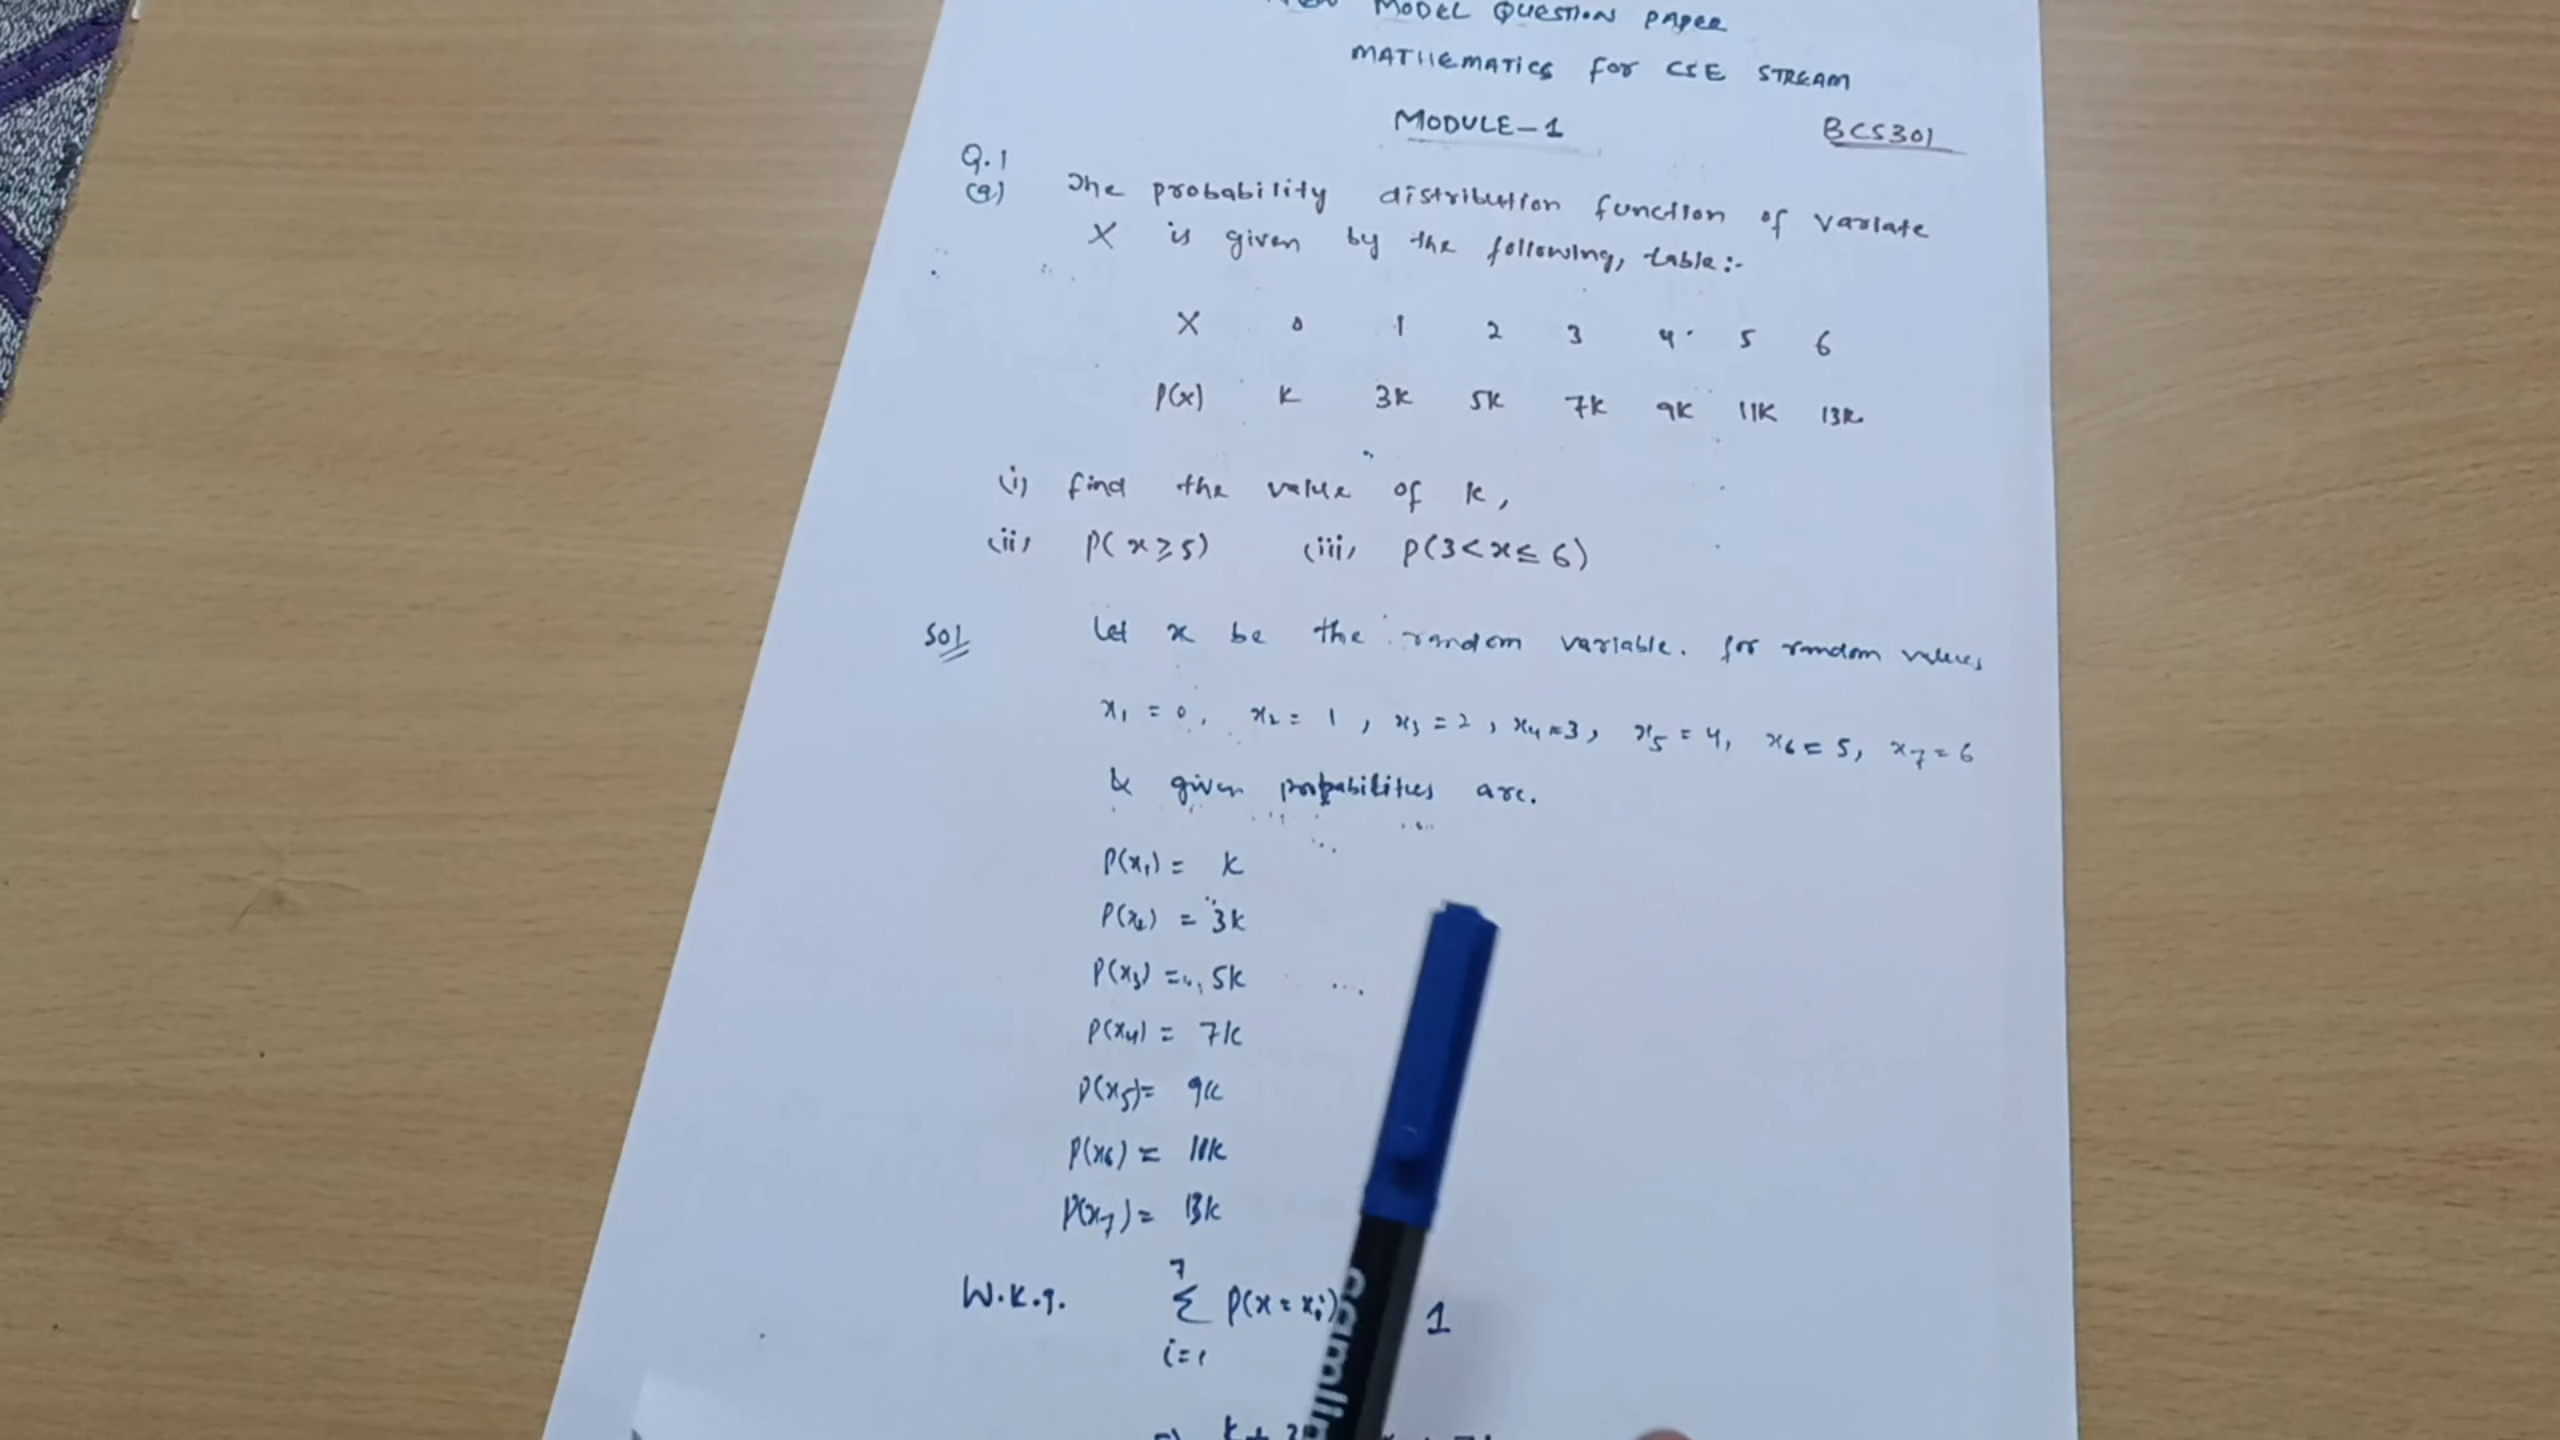 MODEL QUESTION PAPER
MATHEMATICS FOR CSE STREAM
MODULE-1 BCS301
Q.1
(a) The probability distribution function of variate
X is given by the following, table:-
X 0 1 2 3 4 5 6
P(x) K 3K 5K 7K 9K 11K 13K
(i) find the value of k,
(ii) P(x≥5) (iii) P(3<x≤6)
Sol Let x be the random variable. for random values
x₁ = 0, x₂ = 1, x₃ = 2, x₄ = 3, x₅ = 4, x₆ = 5, x₇ = 6
& given probabilities are.
P(x₁) = k
P(x₂) = 3k
P(x₃) = 5k
P(x₄) = 7k
P(x₅) = 9k
P(x₆) = 11k
P(x₇) = 13k
W.K.T. 7
Σ P(x = xᵢ) 1
i=1
camlin